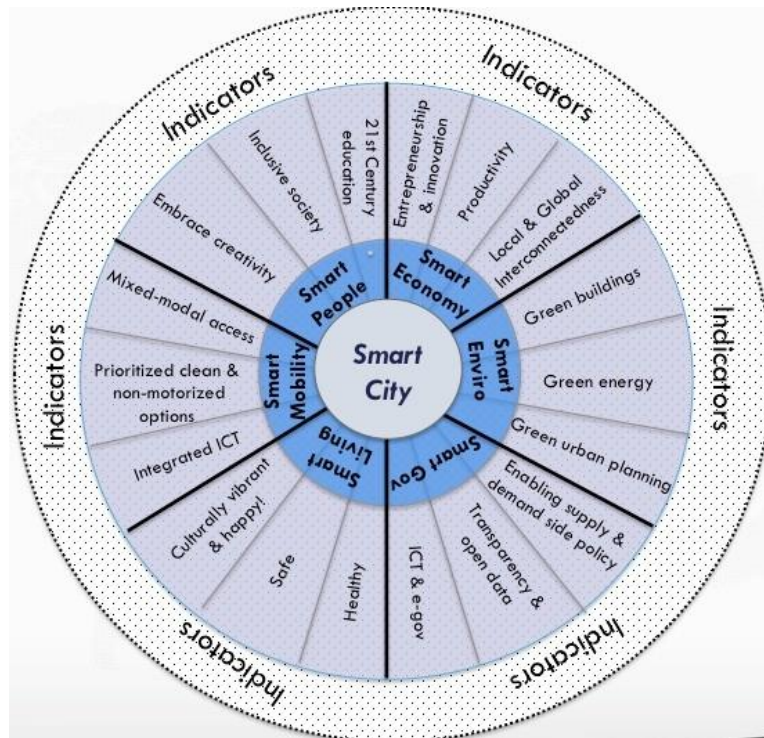 Smart
City
Smart
Economy
Entrepreneurship
& innovation
Productivity
Local & Global
Interconnectedness
Indicators
Smart
Enviro
Green buildings
Green energy
Green urban planning
Indicators
Smart Gov
Enabling supply &
demand side policy
Transparency &
open data
ICT & e-gov
Indicators
Smart
Living
Healthy
Safe
Culturally vibrant
& happy!
Indicators
Smart
Mobility
Integrated ICT
Prioritized clean &
non-motorized
options
Mixed-modal access
Indicators
Smart
People
Embrace creativity
Inclusive society
21st Century
education
Indicators